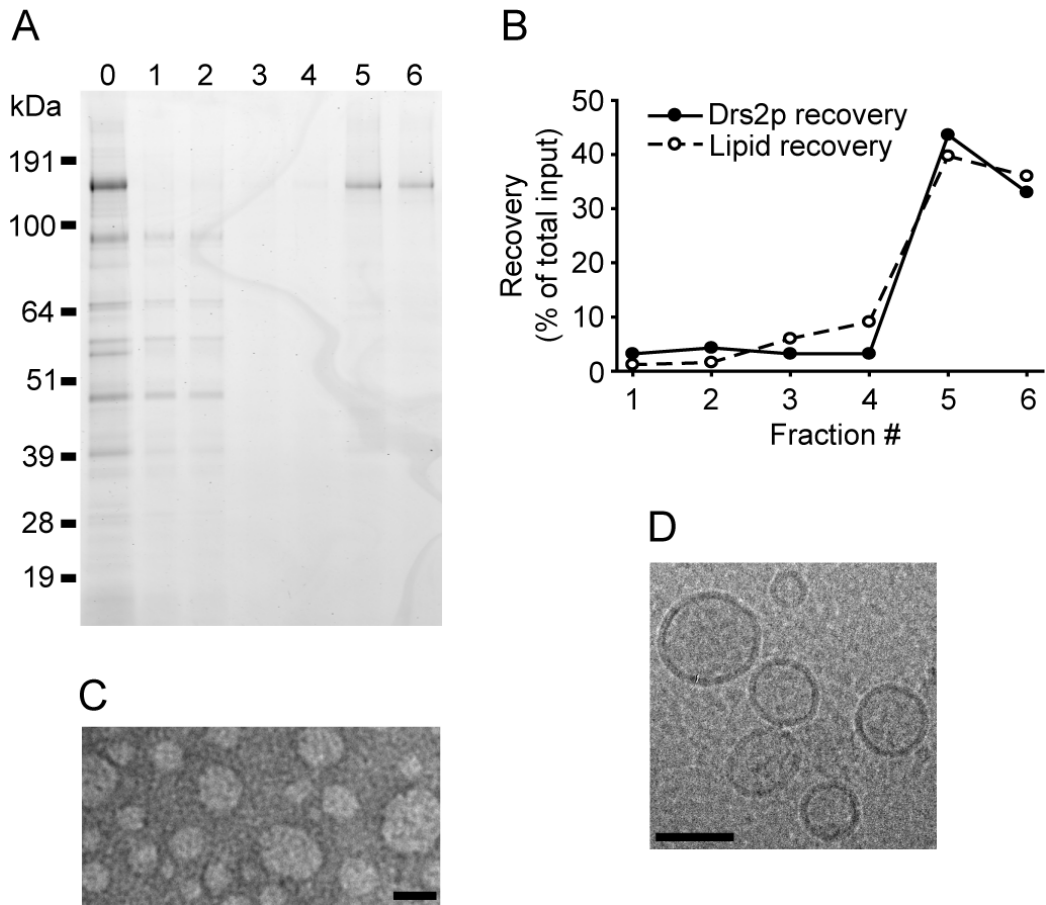 A
0 1 2 3 4 5 6
kDa
191
100
64
51
39
28
19
B
50
40
30
20
10
0
Recovery
(% of total input)
Drs2p recovery
Lipid recovery
1 2 3 4 5 6
Fraction #
C
D